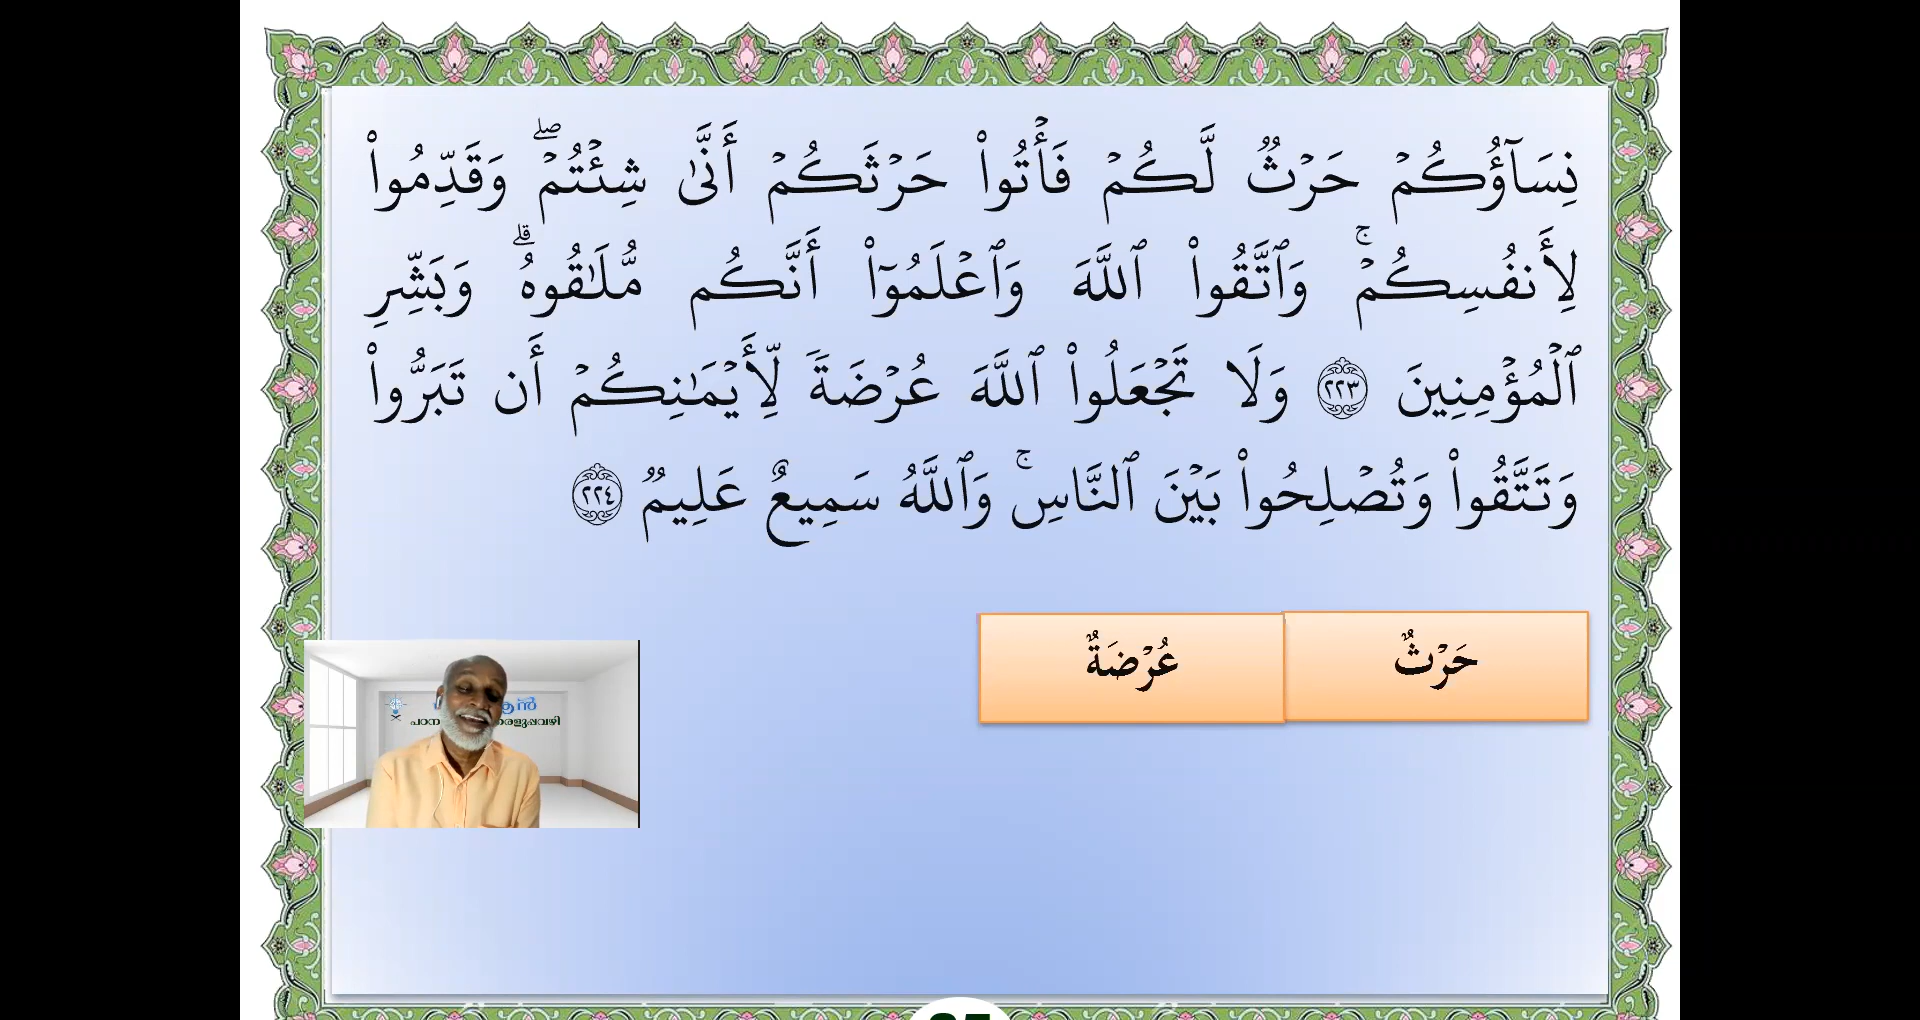 نِسَآؤُكُمۡ حَرۡثٞ لَّكُمۡ فَأۡتُواْ حَرۡثَكُمۡ أَنَّىٰ شِئۡتُمۡۖ وَقَدِّمُواْ
لِأَنفُسِكُمۡۚ وَٱتَّقُواْ ٱللَّهَ وَٱعۡلَمُوٓاْ أَنَّكُم مُّلَٰقُوهُۗ وَبَشِّرِ
ٱلۡمُؤۡمِنِينَ ٢٢٣ وَلَا تَجۡعَلُواْ ٱللَّهَ عُرۡضَةٗ لِّأَيۡمَٰنِكُمۡ أَن تَبَرُّواْ
وَتَتَّقُواْ وَتُصۡلِحُواْ بَيۡنَ ٱلنَّاسِۚ وَٱللَّهُ سَمِيعٌ عَلِيمٞ ٢٢٤
حَرۡثٌ
عُرۡضَةٌ